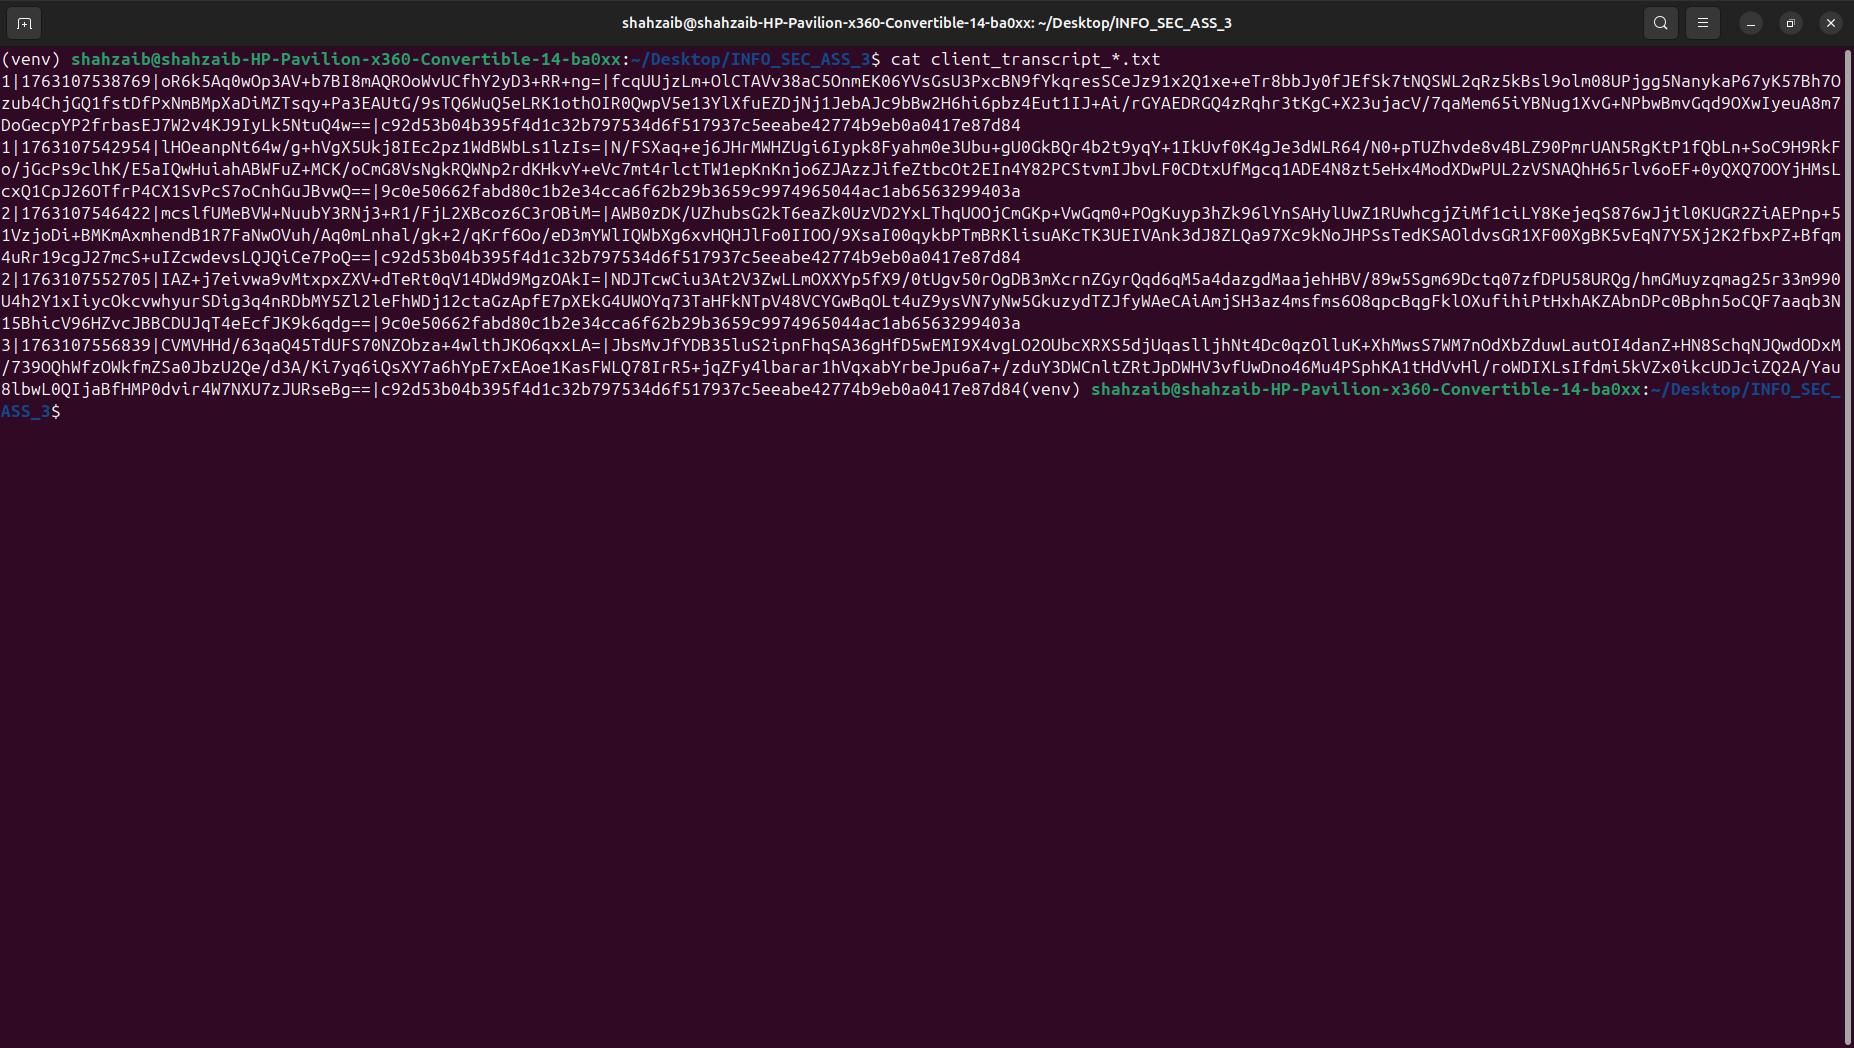 shahzaib@shahzaib-HP-Pavilion-x360-Convertible-14-ba0xx: ~/Desktop/INFO_SEC_ASS_3
(venv) shahzaib@shahzaib-HP-Pavilion-x360-Convertible-14-ba0xx:~/Desktop/INFO_SEC_ASS_3$ cat client_transcript_*.txt
1|1763107538769|oR6k5Aq0wOp3AV+b7BI8mAQROoWvUCfhY2yD3+RR+ng=|fcqUUjzLm+OlCTAVv38aC5OnmEK06YVsGsU3PxcBN9fYkqresSCeJz91x2Q1xe+eTr8bbJy0fJEfSk7tNQSWL2qRz5kBsl9olm08UPjgg5NanykaP67yK57Bh7O
zub4ChjGQ1fstDfPxNmBMpXaDiMZTsqy+Pa3EAUtG/9sTQ6WuQ5eLRK1othOIR0QwpV5e13YlXfuEZDjNj1JebAJc9bBw2H6hi6pbz4Eut1IJ+Ai/rGYAEDRGQ4zRqhr3tKgC+X23ujacV/7qaMem65iYBNug1XvG+NPbwBmvGqd9OXwIyeuA8m7
DoGecpYP2frbasEJ7W2v4KJ9IyLk5NtuQ4w==|c92d53b04b395f4d1c32b797534d6f517937c5eeabe42774b9eb0a0417e87d84
1|1763107542954|lHOeanpNt64w/g+hVgX5Ukj8IEc2pz1WdBWbLs1lzIs=|N/FSXaq+ej6JHrMWHZUgi6Iypk8Fyahm0e3Ubu+gU0GkBQr4b2t9yqY+1IkUvf0K4gJe3dWLR64/N0+pTUZhvde8v4BLZ90PmrUAN5RgKtP1fQbLn+SoC9H9RkF
o/jGcPs9clhK/E5aIQwHuiahABWFuZ+MCK/oCmG8VsNgkRQWNp2rdKHkvY+eVc7mt4rlctTW1epKnKnjo6ZJAzzJifeZtbcOt2EIn4Y82PCStvmIJbvLF0CDtxUfMgcq1ADE4N8zt5eHx4ModXDwPUL2zVSNAQhH65rlv6oEF+0yQXQ7OOYjHMsL
cxQ1CpJ26OTfrP4CX1SvPcS7oCnhGuJBvwQ==|9c0e50662fabd80c1b2e34cca6f62b29b3659c9974965044ac1ab6563299403a
2|1763107546422|mcslfUMeBVW+NuubY3RNj3+R1/FjL2XBcoz6C3rOBiM=|AWB0zDK/UZhubsG2kT6eaZk0UzVD2YxLThqUOOjCmGKp+VwGqm0+POgKuyp3hZk96lYnSAHylUwZ1RUwhcgjZiMf1ciLY8KejeqS876wJjtl0KUGR2ZiAEPnp+5
1VzjoDi+BMKmAxmhendB1R7FaNwOVuh/Aq0mLnhal/gk+2/qKrf6Oo/eD3mYWlIQWbXg6xvHQHJlFo0IIOO/9XsaI00qykbPTmBRKlisuAKcTK3UEIVAnk3dJ8ZLQa97Xc9kNoJHPSsTedKSAOldvsGR1XF00XgBK5vEqN7Y5Xj2K2fbxPZ+Bfqm
4uRr19cgJ27mcS+uIZcwdevsLQJQiCe7PoQ==|c92d53b04b395f4d1c32b797534d6f517937c5eeabe42774b9eb0a0417e87d84
2|1763107552705|IAZ+j7eivwa9vMtxpxZXV+dTeRt0qV14DWd9MgzOAkI=|NDJTcwCiu3At2V3ZwLLmOXXYp5fX9/0tUgv50rOgDB3mXcrnZGyrQqd6qM5a4dazgdMaajehHBV/89w5Sgm69Dctq07zfDPU58URQg/hmGMuyzqmag25r33m990
U4h2Y1xIiycOkcvwhyurSDig3q4nRDbMY5Zl2leFhWDj12ctaGzApfE7pXEkG4UWOYq73TaHFkNTpV48VCYGwBqOLt4uZ9ysVN7yNw5GkuzydTZJfyWAeCAiAmjSH3az4msfms6O8qpcBqgFklOXufihiPtHxhAKZAbnDPc0Bphn5oCQF7aaqb3N
15BhicV96HZvcJBBCDUJqT4eEcfJK9k6qdg==|9c0e50662fabd80c1b2e34cca6f62b29b3659c9974965044ac1ab6563299403a
3|1763107556839|CVMVHHd/63qaQ45TdUFS70NZObza+4wlthJKO6qxxLA=|JbsMvJfYDB35luS2ipnFhqSA36gHfD5wEMI9X4vgLO2OUbcXRXS5djUqaslljhNt4Dc0qzOlluK+XhMwsS7WM7nOdXbZduwLautOI4danZ+HN8SchqNJQwdODxM
/739OQhWfzOWkfmZSa0JbzU2Qe/d3A/Ki7yq6iQsXY7a6hYpE7xEAoe1KasFWLQ78IrR5+jqZFy4lbarar1hVqxabYrbeJpu6a7+/zduY3DWCnltZRtJpDWHV3vfUwDno46Mu4PSphKA1tHdVvHl/roWDIXLsIfdmi5kVZx0ikcUDJciZQ2A/Yau
8lbwL0QIjaBfHMP0dvir4W7NXU7zJURseBg==|c92d53b04b395f4d1c32b797534d6f517937c5eeabe42774b9eb0a0417e87d84(venv) shahzaib@shahzaib-HP-Pavilion-x360-Convertible-14-ba0xx:~/Desktop/INFO_SEC_
ASS_3$